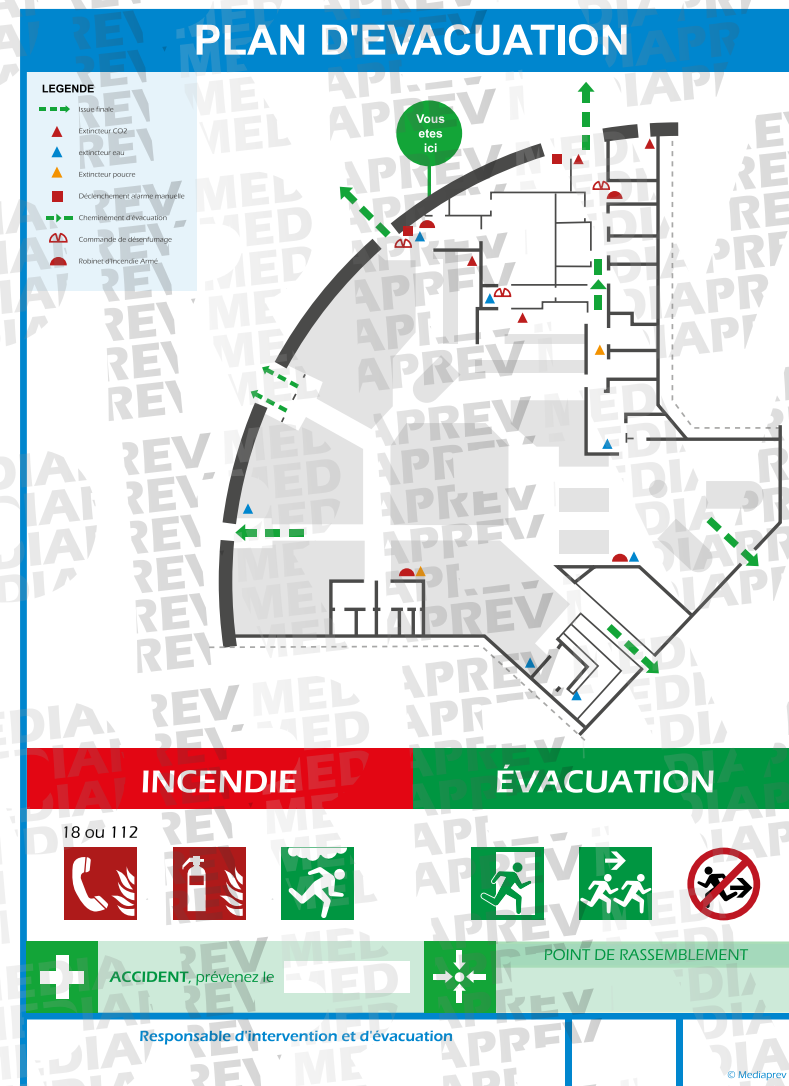 PLAN D'EVACUATION
LEGENDE
Issue finale
Extincteur CO2
extincteur eau
Extincteur poucre
Déclenchement alarme manuelle
Cheminement d'évacuation
Commande de désenfumage
Robinet d'Incendie Armé
Vous
etes
ici
INCENDIE
ÉVACUATION
18 ou 112
ACCIDENT, prévenez le
POINT DE RASSEMBLEMENT
Responsable d'intervention et d'évacuation
© Mediaprev